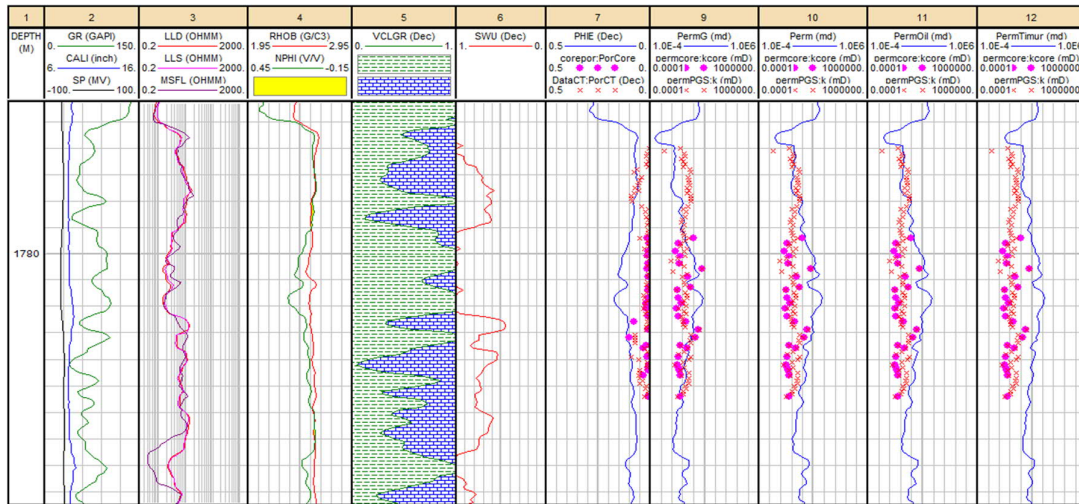 1 2 3 4 5 6 7 8 9 10 11 12
DEPTH (M)
GR (GAPI)
0. 150.
CALI (inch)
6. 16.
SP (MV)
-100. 100.
LLD (OHMM)
0.2 2000.
LLS (OHMM)
0.2 2000.
MSFL (OHMM)
0.2 2000.
RHOB (G/C3)
1.95 2.95
NPHI (V/V)
0.45 -0.15
VCLGR (Dec)
0. 1.
SWU (Dec)
1. 0.
PHIE (Dec)
0.5 0.
corepor:PorCore
0.5 0.
DataCT:PorCT (Dec)
0.5 0.
PermG (md)
1.0E-4 1.0E6
permcore:kcore (mD)
0.0001 1000000.
permPGS:k (mD)
0.0001 1000000.
Perm (md)
1.0E-4 1.0E6
permcore:kcore (mD)
0.0001 1000000.
permPGS:k (mD)
0.0001 1000000.
PermOil (md)
1.0E-4 1.0E6
permcore:kcore (mD)
0.0001 1000000.
permPGS:k (mD)
0.0001 1000000.
PermTimur (md)
1.0E-4 1.0E6
permcore:kcore (mD)
0.0001 1000000.
permPGS:k (mD)
0.0001 1000000.
1780